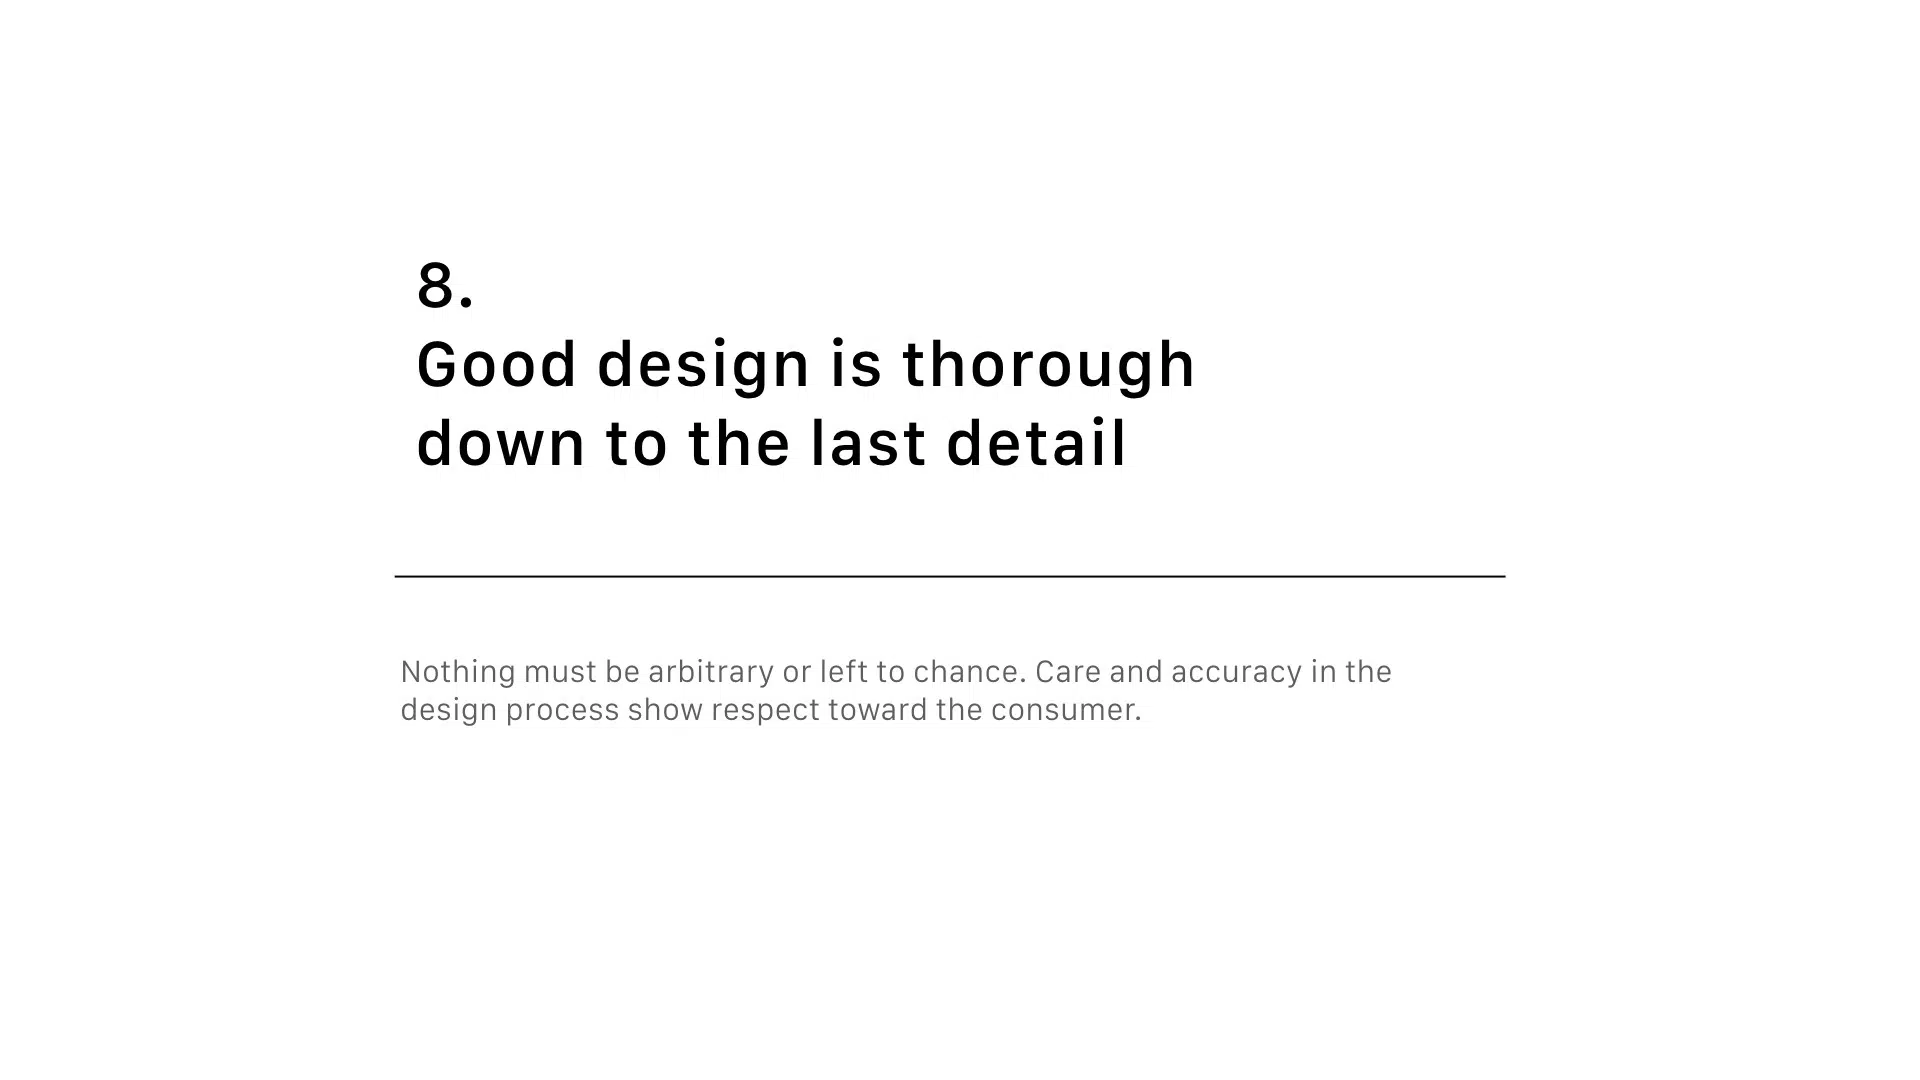 8.
Good design is thorough
down to the last detail
Nothing must be arbitrary or left to chance. Care and accuracy in the
design process show respect toward the consumer.